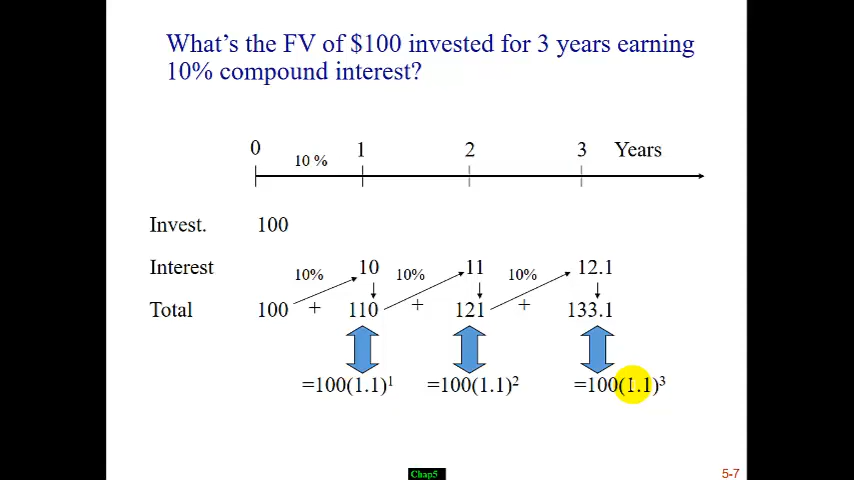 What's the FV of $100 invested for 3 years earning
10% compound interest?
0 10 % 1 2 3 Years
Invest. 100
Interest 10% 10 10% 11 10% 12.1
Total 100 + 110 + 121 + 133.1
=100(1.1)¹ =100(1.1)² =100(1.1)³
Chap5
5-7